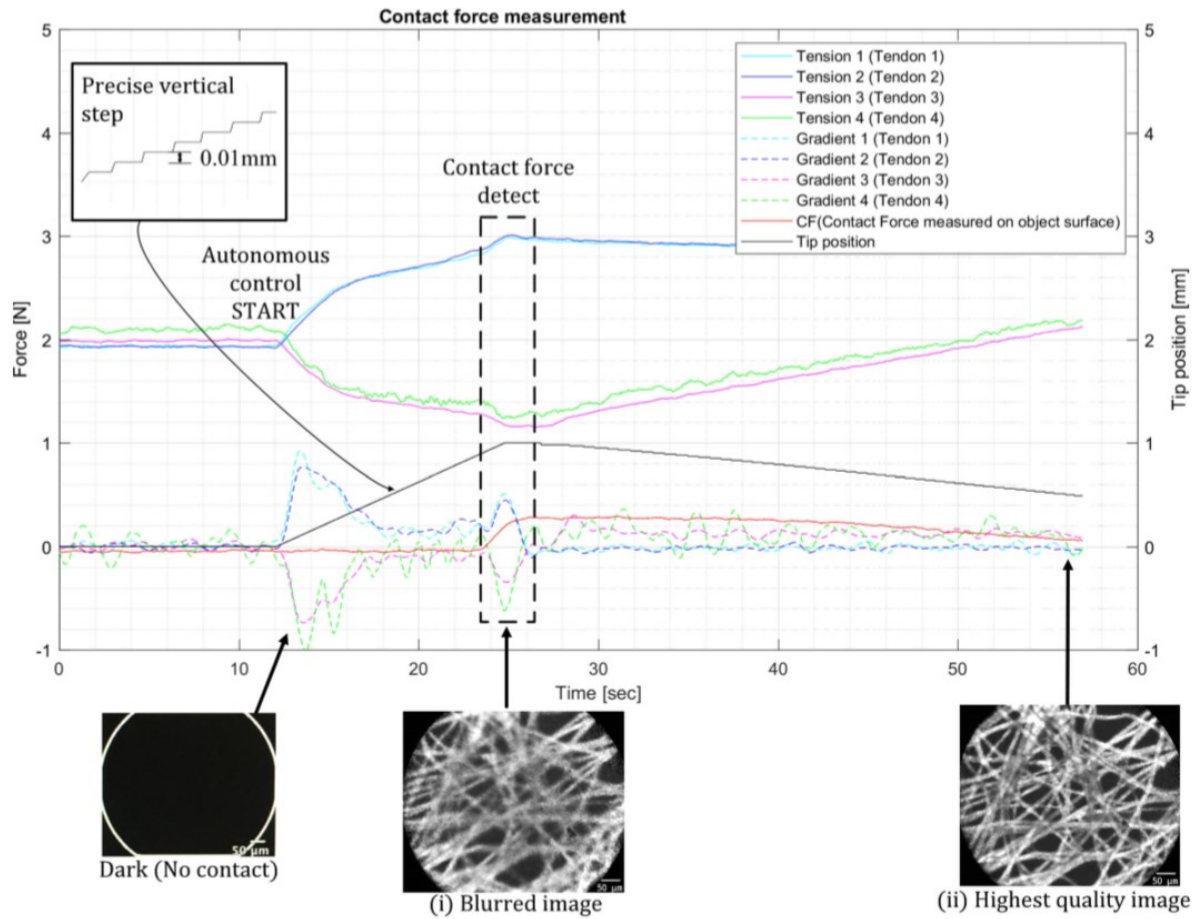 Contact force measurement
5
4
3
2
1
0
-1
Force [N]
Precise vertical
step
0.01mm
Autonomous
control
START
Contact force
detect
Tension 1 (Tendon 1)
Tension 2 (Tendon 2)
Tension 3 (Tendon 3)
Tension 4 (Tendon 4)
Gradient 1 (Tendon 1)
Gradient 2 (Tendon 2)
Gradient 3 (Tendon 3)
Gradient 4 (Tendon 4)
CF(Contact Force measured on object surface)
Tip position
5
4
3
2
1
0
-1
Tip position [mm]
0 10 20 30 40 50 60
Time [sec]
50 μm
Dark (No contact)
50 μm
(i) Blurred image
50 μm
(ii) Highest quality image